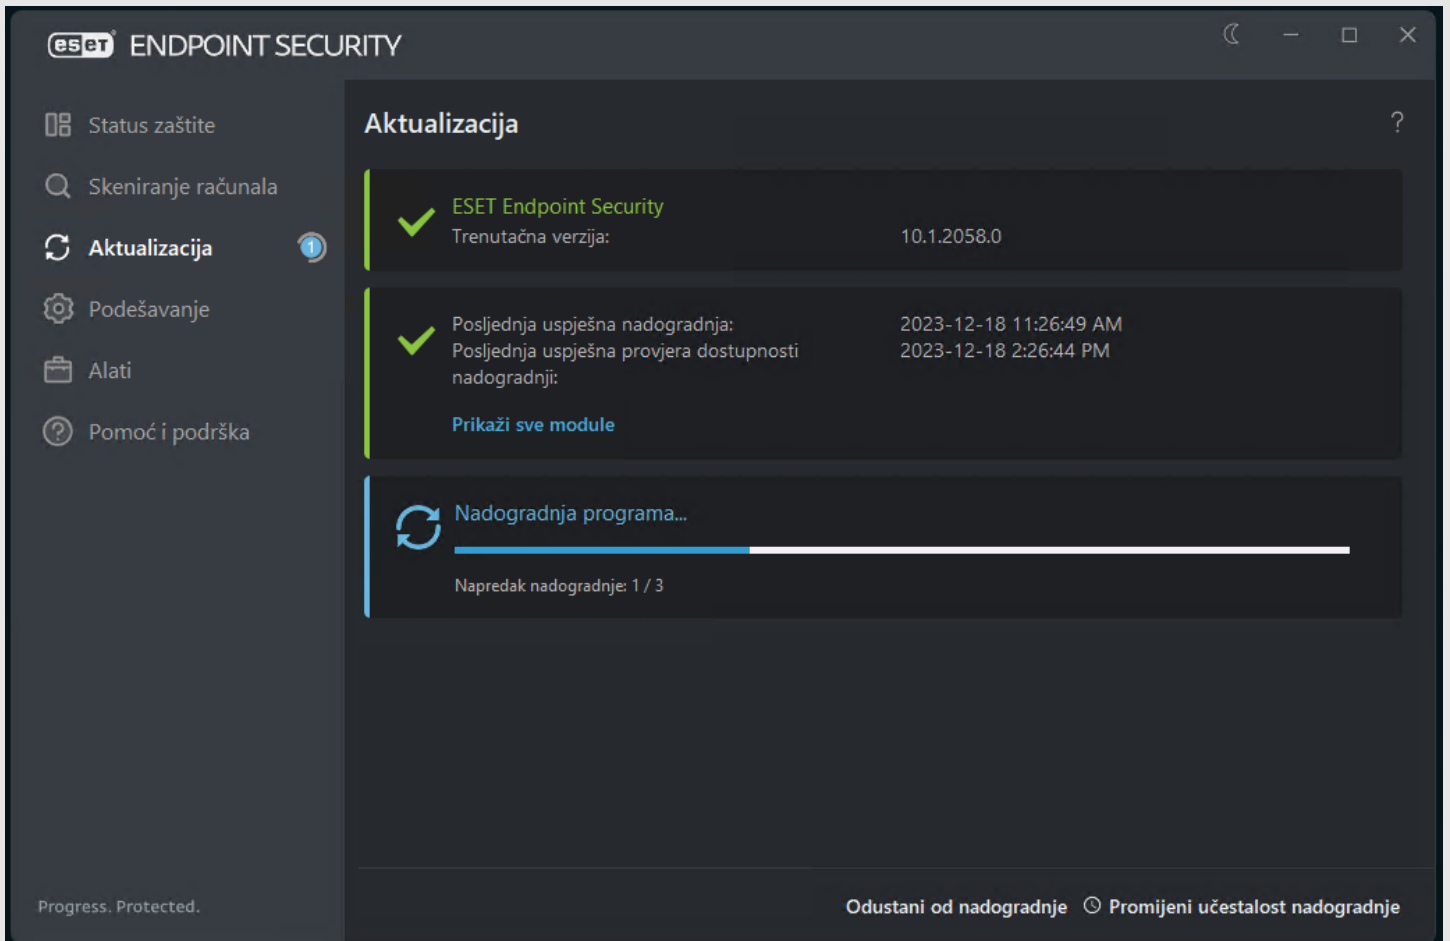 eset ENDPOINT SECURITY
Status zaštite
Skeniranje računala
Aktualizacija
1
Podešavanje
Alati
Pomoć i podrška
Progress. Protected.
Aktualizacija
?
ESET Endpoint Security
Trenutačna verzija: 10.1.2058.0
Posljednja uspješna nadogradnja: 2023-12-18 11:26:49 AM
Posljednja uspješna provjera dostupnosti 2023-12-18 2:26:44 PM
nadogradnji:
Prikaži sve module
Nadogradnja programa...
Napredak nadogradnje: 1 / 3
Odustani od nadogradnje Promijeni učestalost nadogradnje